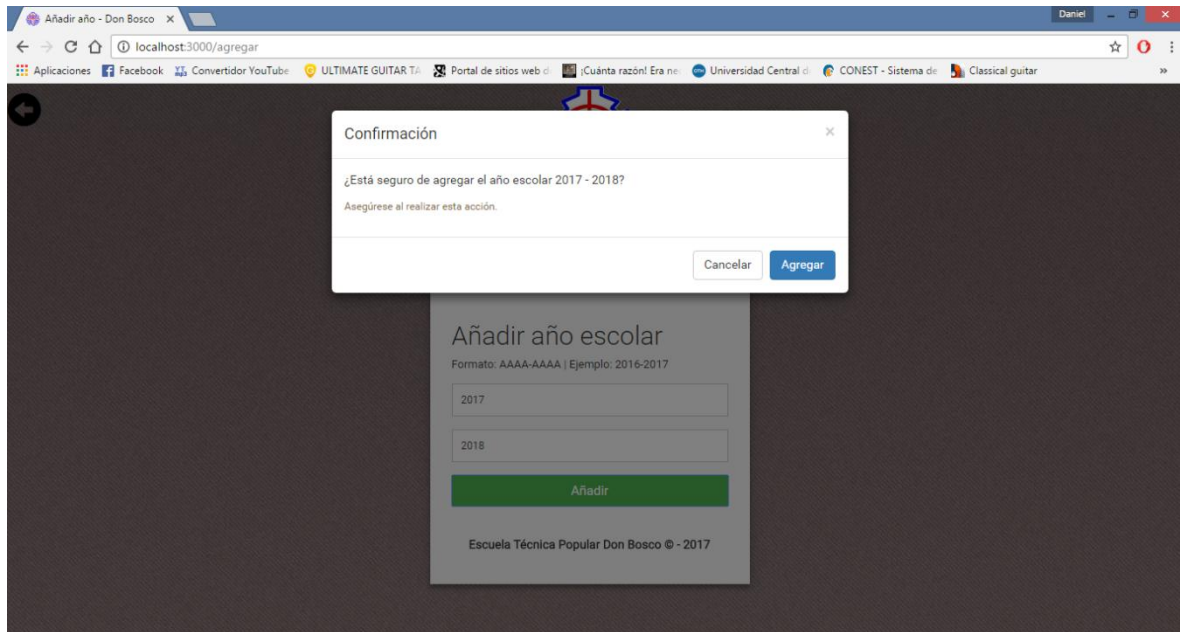 Añadir año - Don Bosco
Daniel
localhost:3000/agregar
Aplicaciones Facebook Convertidor YouTube ULTIMATE GUITAR TA Portal de sitios web d ¡Cuánta razón! Era ne Universidad Central d CONEST - Sistema de Classical guitar »
Confirmación ×
¿Está seguro de agregar el año escolar 2017 - 2018?
Asegúrese al realizar esta acción.
Cancelar Agregar
Añadir año escolar
Formato: AAAA-AAAA | Ejemplo: 2016-2017
2017
2018
Añadir
Escuela Técnica Popular Don Bosco © - 2017